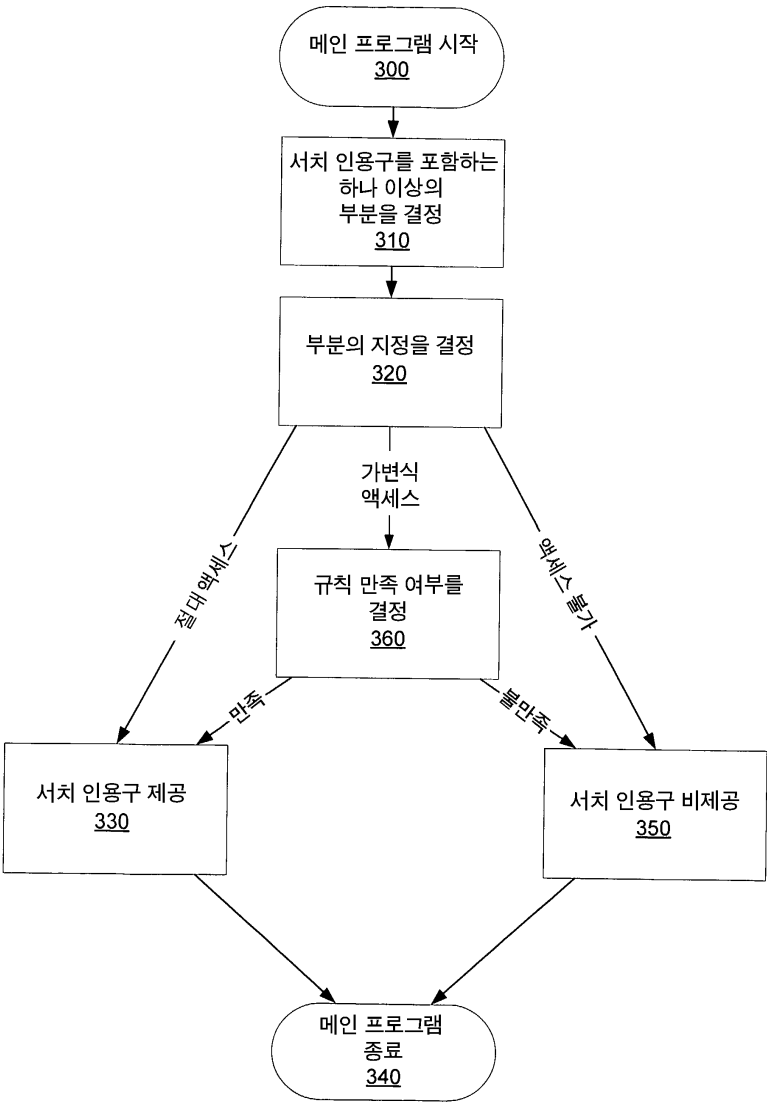 메인 프로그램 시작
300
서치 인용구를 포함하는
하나 이상의
부분을 결정
310
부분의 지정을 결정
320
가변식
액세스
절대 액세스
액세스 불가
규칙 만족 여부를
결정
360
만족
불만족
서치 인용구 제공
330
서치 인용구 비제공
350
메인 프로그램
종료
340